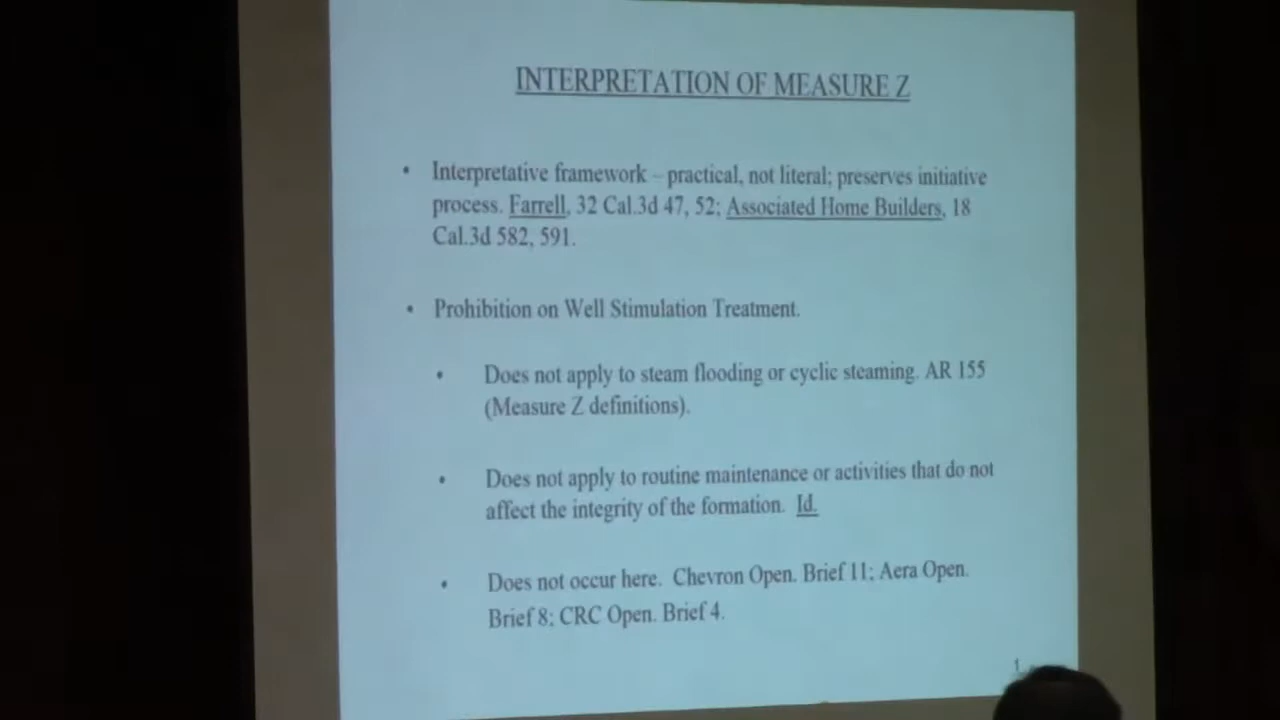 INTERPRETATION OF MEASURE Z
• Interpretative framework – practical, not literal; preserves initiative
process. Farrell, 32 Cal.3d 47, 52; Associated Home Builders, 18
Cal.3d 582, 591.
• Prohibition on Well Stimulation Treatment.
• Does not apply to steam flooding or cyclic steaming. AR 155
(Measure Z definitions).
• Does not apply to routine maintenance or activities that do not
affect the integrity of the formation. Id.
• Does not occur here. Chevron Open. Brief 11; Aera Open.
Brief 8; CRC Open. Brief 4.
1